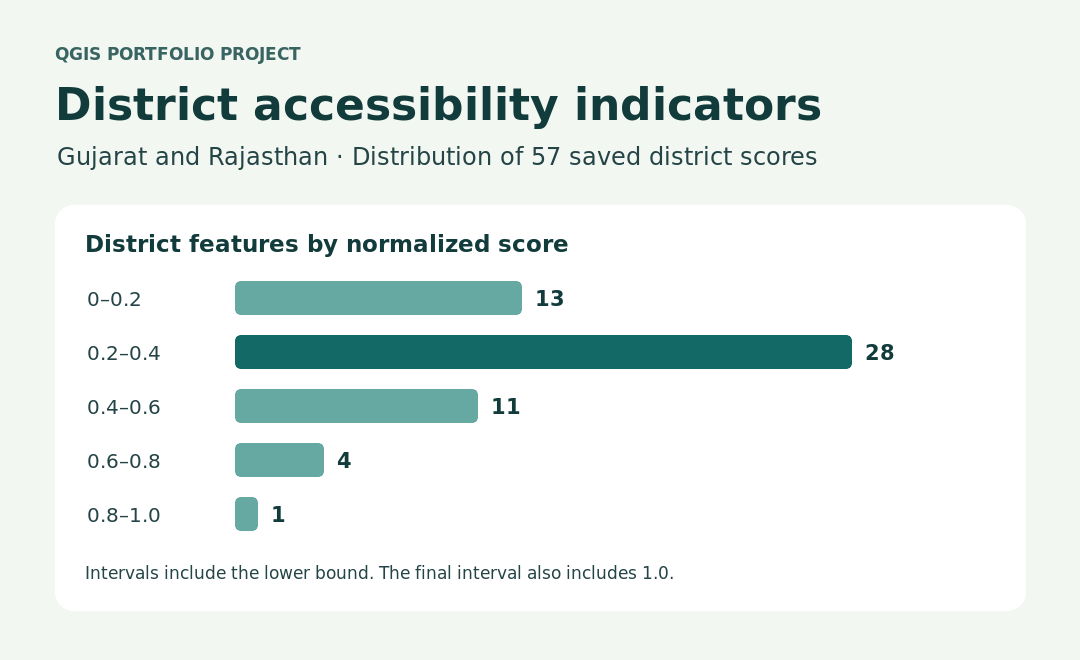 QGIS PORTFOLIO PROJECT
District accessibility indicators
Gujarat and Rajasthan · Distribution of 57 saved district scores
District features by normalized score
0–0.2 13
0.2–0.4 28
0.4–0.6 11
0.6–0.8 4
0.8–1.0 1
Intervals include the lower bound. The final interval also includes 1.0.